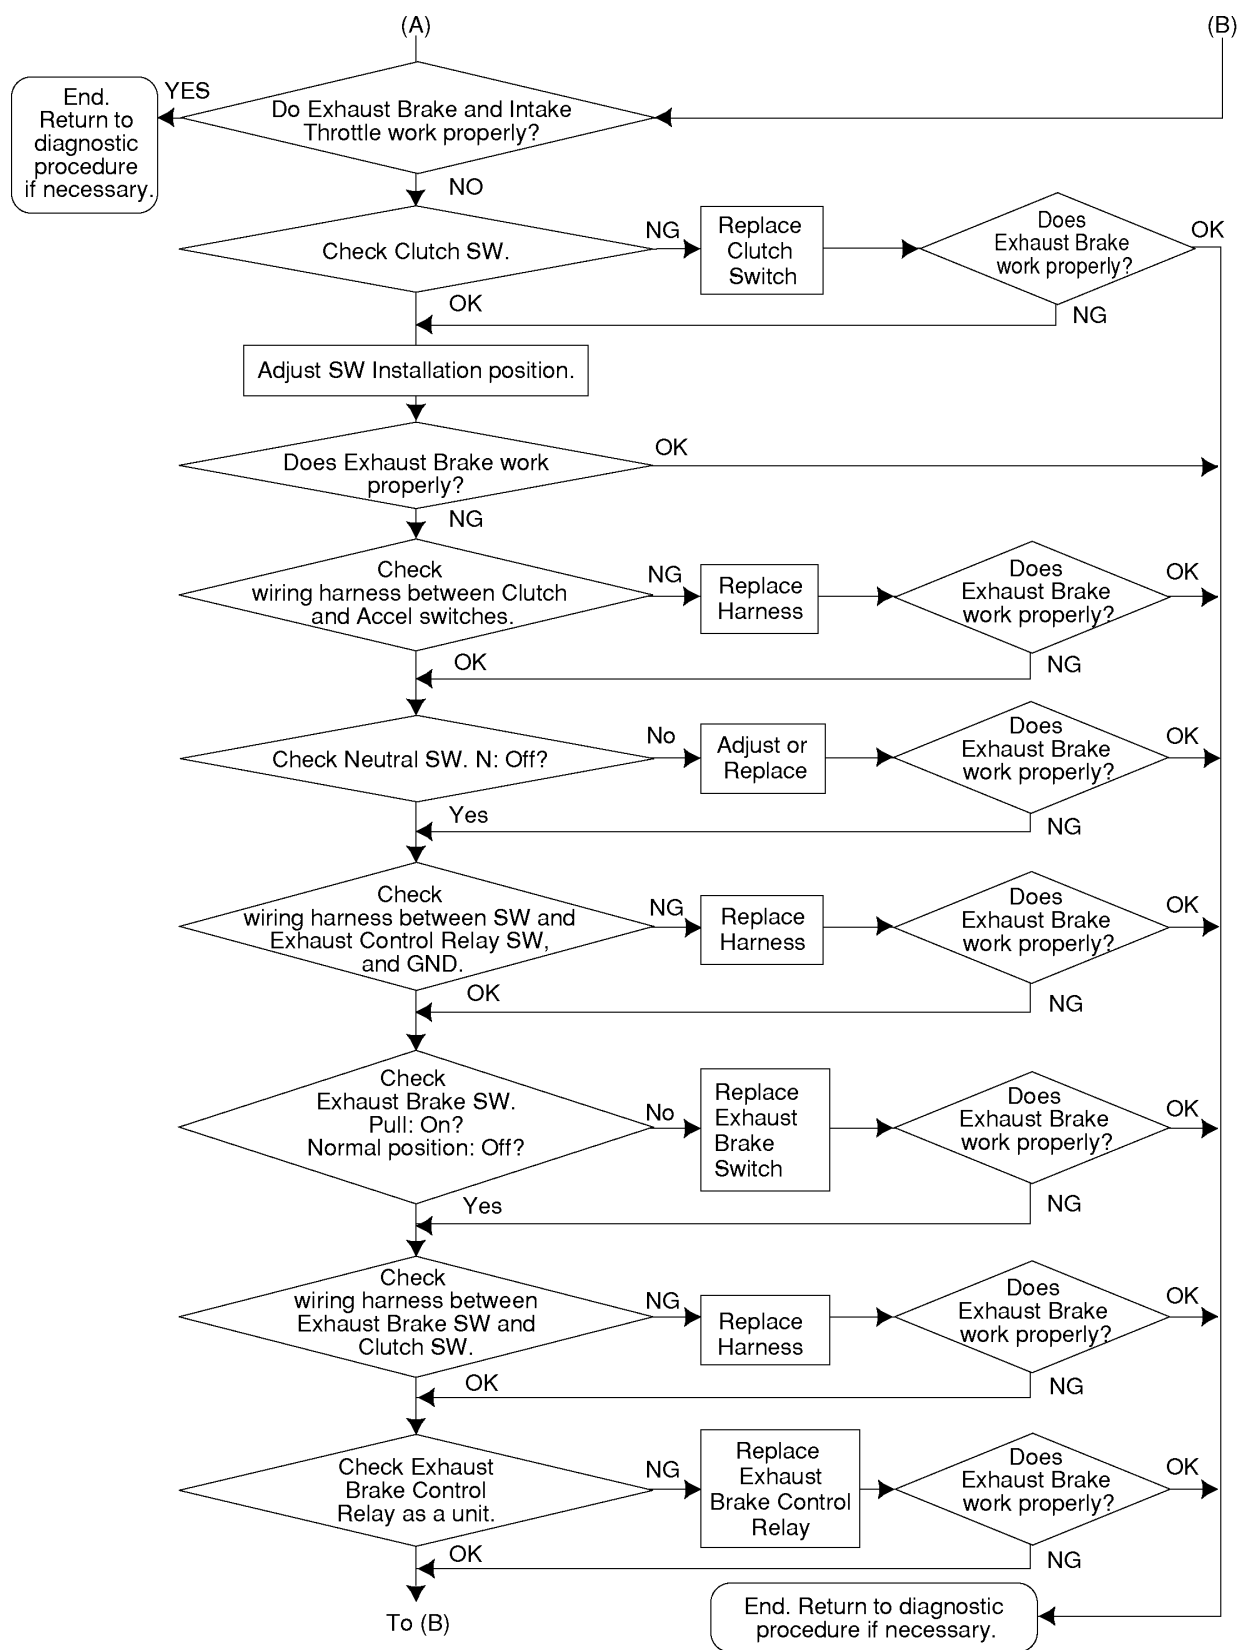 (A)
(B)
YES
End.
Return to
diagnostic
procedure
if necessary.
Do Exhaust Brake and Intake
Throttle work properly?
NO
Check Clutch SW.
NG
Replace
Clutch
Switch
Does
Exhaust Brake
work properly?
OK
OK
NG
Adjust SW Installation position.
Does Exhaust Brake work
properly?
OK
NG
Check
wiring harness between Clutch
and Accel switches.
NG
Replace
Harness
Does
Exhaust Brake
work properly?
OK
OK
NG
Check Neutral SW. N: Off?
No
Adjust or
Replace
Does
Exhaust Brake
work properly?
OK
Yes
NG
Check
wiring harness between SW and
Exhaust Control Relay SW,
and GND.
NG
Replace
Harness
Does
Exhaust Brake
work properly?
OK
OK
NG
Check
Exhaust Brake SW.
Pull: On?
Normal position: Off?
No
Replace
Exhaust
Brake
Switch
Does
Exhaust Brake
work properly?
OK
Yes
NG
Check
wiring harness between
Exhaust Brake SW and
Clutch SW.
NG
Replace
Harness
Does
Exhaust Brake
work properly?
OK
OK
NG
Check Exhaust
Brake Control
Relay as a unit.
NG
Replace
Exhaust
Brake Control
Relay
Does
Exhaust Brake
work properly?
OK
OK
NG
To (B)
End. Return to diagnostic
procedure if necessary.